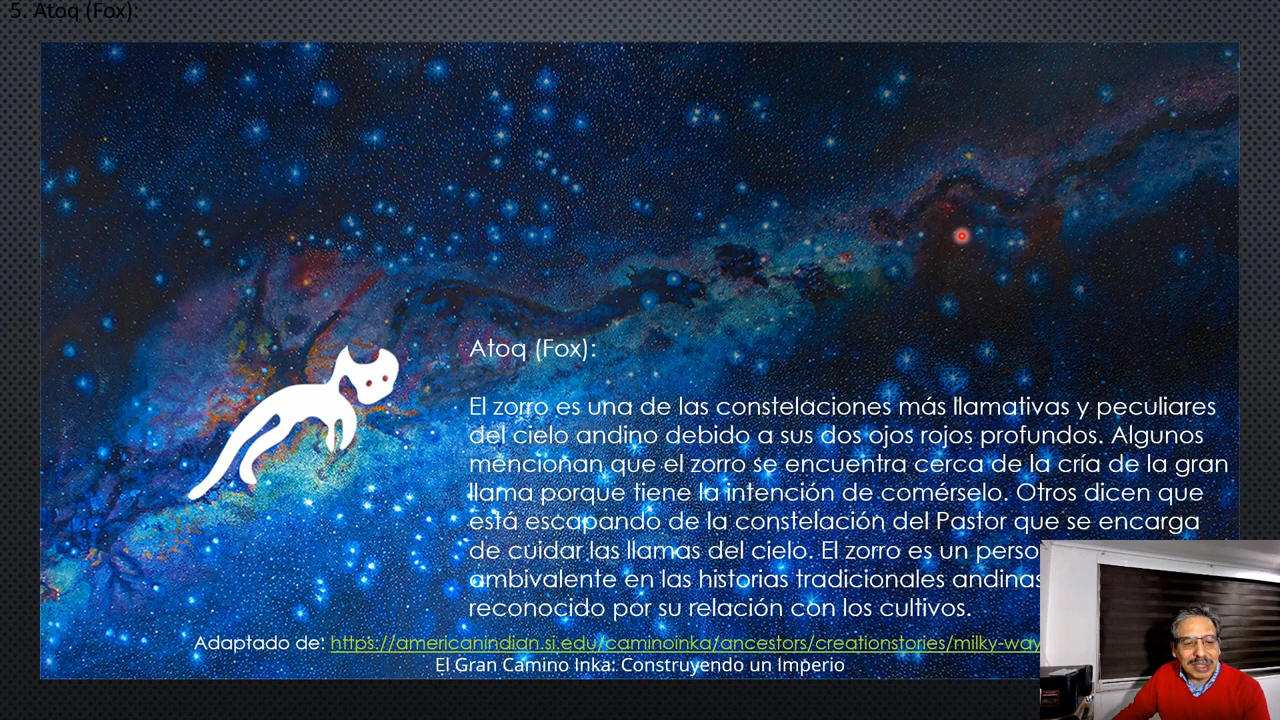 5. Atoq (Fox):
Atoq (Fox):
El zorro es una de las constelaciones más llamativas y peculiares
del cielo andino debido a sus dos ojos rojos profundos. Algunos
mencionan que el zorro se encuentra cerca de la cría de la gran
llama porque tiene la intención de comérselo. Otros dicen que
está escapando de la constelación del Pastor que se encarga
de cuidar las llamas del cielo. El zorro es un perso
ambivalente en las historias tradicionales andinas
reconocido por su relación con los cultivos.
Adaptado de: https://americanindian.si.edu/caminoinka/ancestors/creationstories/milky-way
El Gran Camino Inka: Construyendo un Imperio